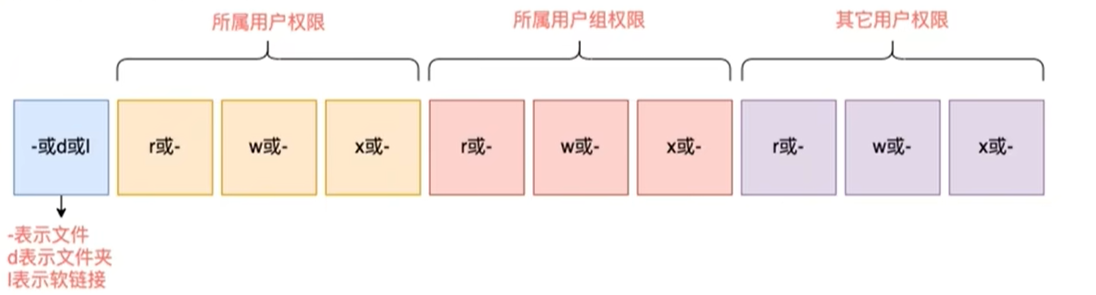 所属用户权限 所属用户组权限 其它用户权限
-或d或l r或- w或- x或- r或- w或- x或- r或- w或- x或-
-表示文件
d表示文件夹
l表示软链接